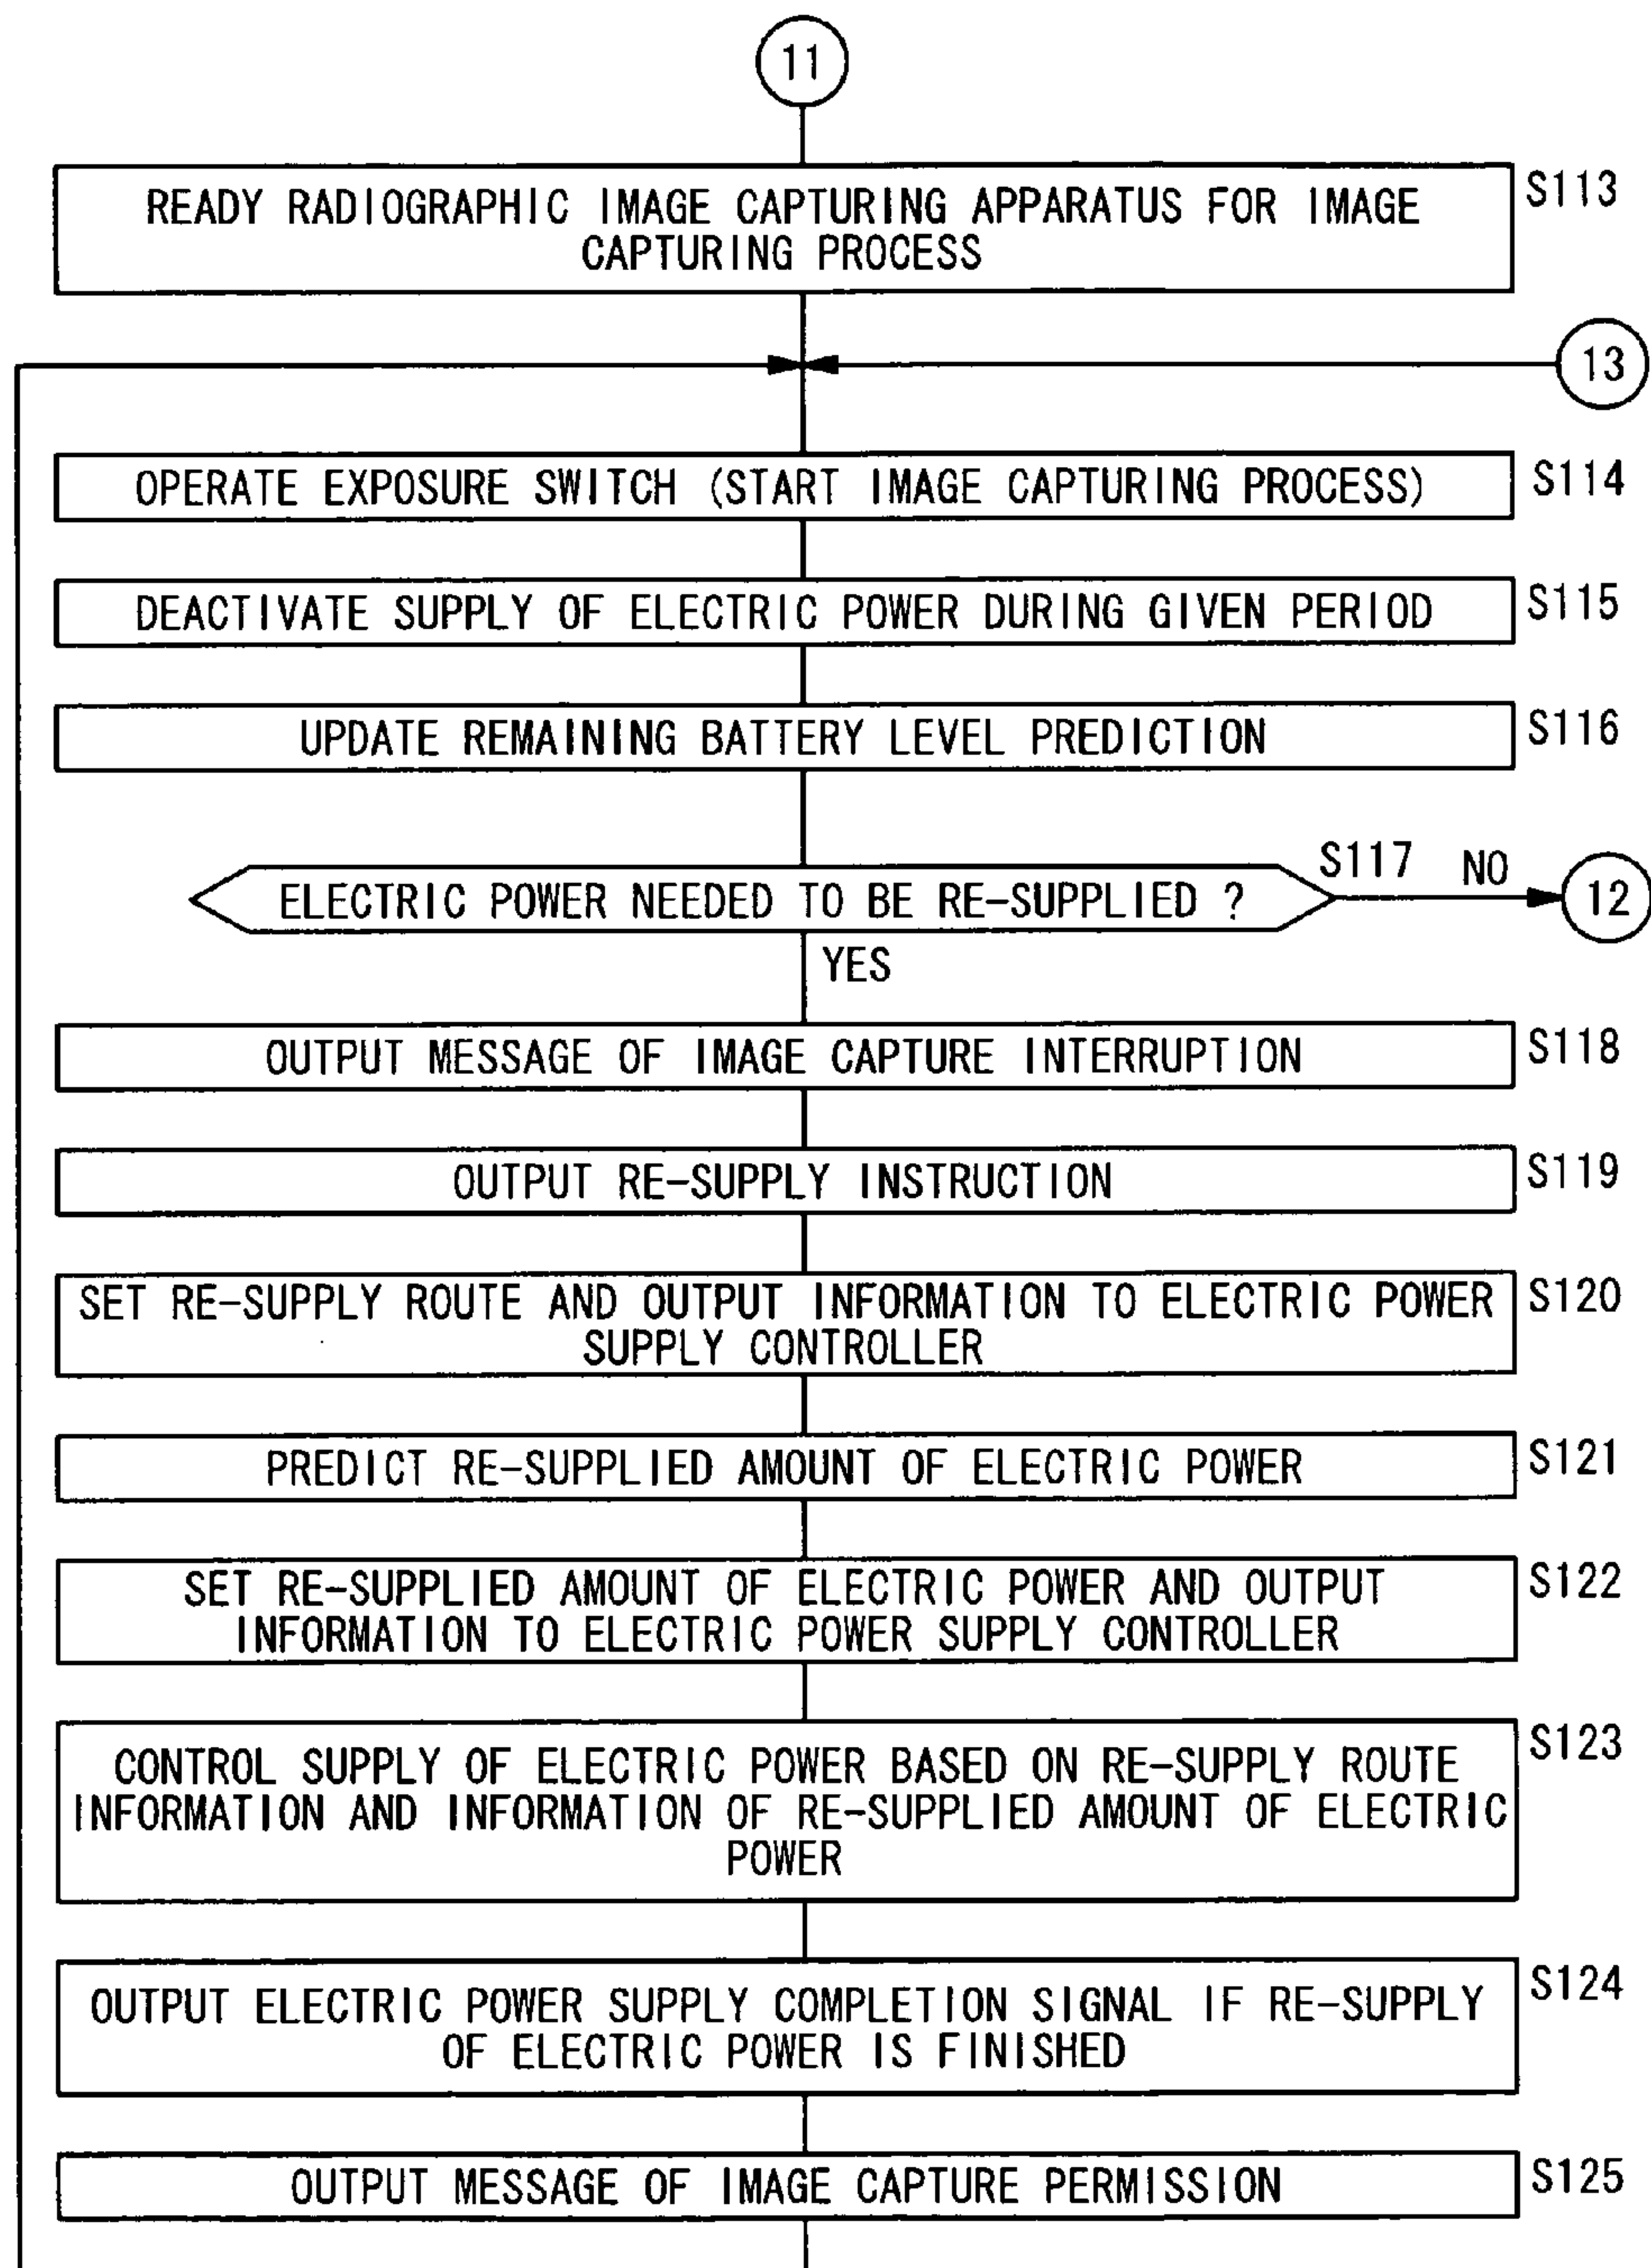 11
READY RADIOGRAPHIC IMAGE CAPTURING APPARATUS FOR IMAGE
CAPTURING PROCESS
S113
13
OPERATE EXPOSURE SWITCH (START IMAGE CAPTURING PROCESS)
S114
DEACTIVATE SUPPLY OF ELECTRIC POWER DURING GIVEN PERIOD
S115
UPDATE REMAINING BATTERY LEVEL PREDICTION
S116
ELECTRIC POWER NEEDED TO BE RE-SUPPLIED ?
S117
NO
12
YES
OUTPUT MESSAGE OF IMAGE CAPTURE INTERRUPTION
S118
OUTPUT RE-SUPPLY INSTRUCTION
S119
SET RE-SUPPLY ROUTE AND OUTPUT INFORMATION TO ELECTRIC POWER
SUPPLY CONTROLLER
S120
PREDICT RE-SUPPLIED AMOUNT OF ELECTRIC POWER
S121
SET RE-SUPPLIED AMOUNT OF ELECTRIC POWER AND OUTPUT
INFORMATION TO ELECTRIC POWER SUPPLY CONTROLLER
S122
CONTROL SUPPLY OF ELECTRIC POWER BASED ON RE-SUPPLY ROUTE
INFORMATION AND INFORMATION OF RE-SUPPLIED AMOUNT OF ELECTRIC
POWER
S123
OUTPUT ELECTRIC POWER SUPPLY COMPLETION SIGNAL IF RE-SUPPLY
OF ELECTRIC POWER IS FINISHED
S124
OUTPUT MESSAGE OF IMAGE CAPTURE PERMISSION
S125